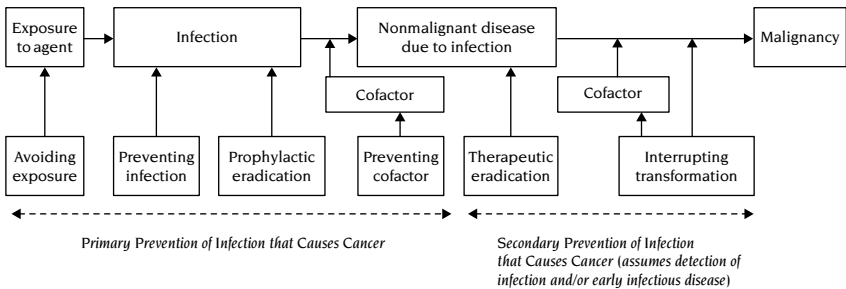 Exposure
to agent
Infection
Nonmalignant disease
due to infection
Malignancy
Cofactor
Cofactor
Avoiding
exposure
Preventing
infection
Prophylactic
eradication
Preventing
cofactor
Therapeutic
eradication
Interrupting
transformation
Primary Prevention of Infection that Causes Cancer
Secondary Prevention of Infection
that Causes Cancer (assumes detection of
infection and/or early infectious disease)